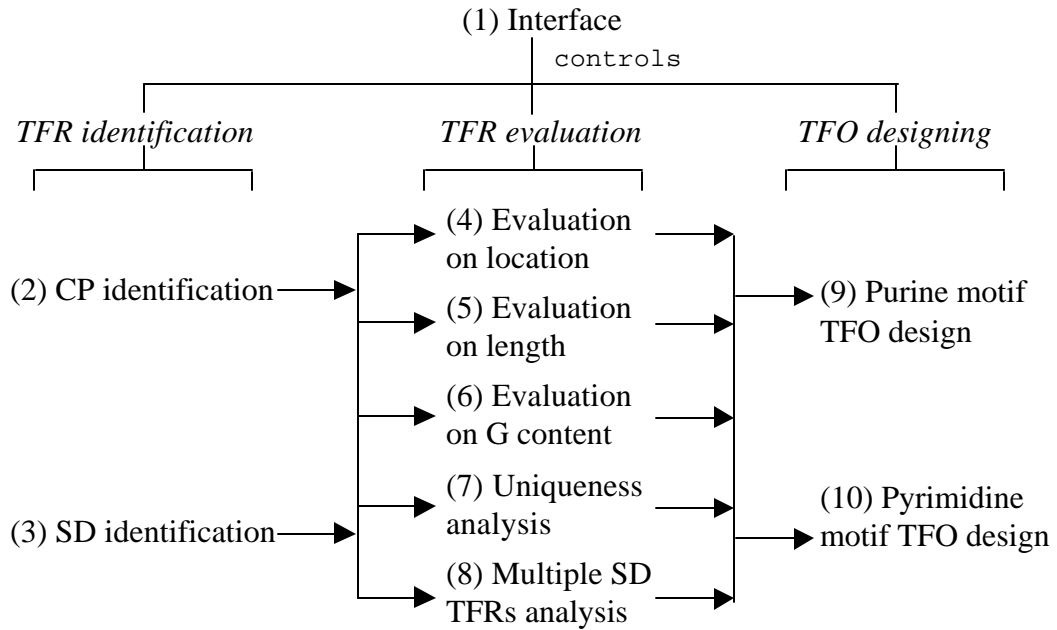 (1) Interface
controls
TFR identification
TFR evaluation
TFO designing
(2) CP identification
(3) SD identification
(4) Evaluation
on location
(5) Evaluation
on length
(6) Evaluation
on G content
(7) Uniqueness
analysis
(8) Multiple SD
TFRs analysis
(9) Purine motif
TFO design
(10) Pyrimidine
motif TFO design